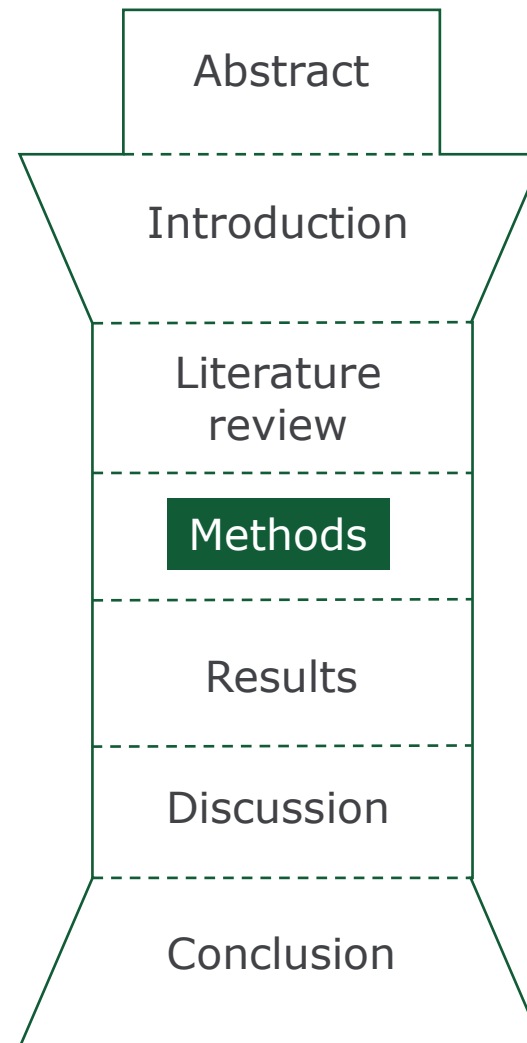 Abstract
Introduction
Literature
review
Methods
Results
Discussion
Conclusion